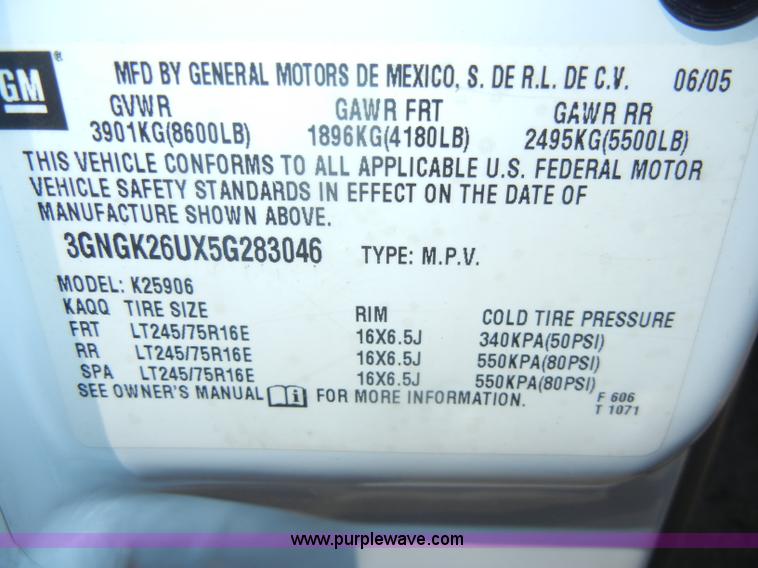 GM ®
MFD BY GENERAL MOTORS DE MEXICO, S. DE R.L. DE C.V. 06/05
GVWR GAWR FRT GAWR RR
3901KG(8600LB) 1896KG(4180LB) 2495KG(5500LB)
THIS VEHICLE CONFORMS TO ALL APPLICABLE U.S. FEDERAL MOTOR
VEHICLE SAFETY STANDARDS IN EFFECT ON THE DATE OF
MANUFACTURE SHOWN ABOVE.
3GNGK26UX5G283046 TYPE: M.P.V.
MODEL: K25906
KAQQ TIRE SIZE RIM COLD TIRE PRESSURE
FRT LT245/75R16E 16X6.5J 340KPA(50PSI)
RR LT245/75R16E 16X6.5J 550KPA(80PSI)
SPA LT245/75R16E 16X6.5J 550KPA(80PSI)
SEE OWNER'S MANUAL FOR MORE INFORMATION. F 606
T 1071
www.purplewave.com